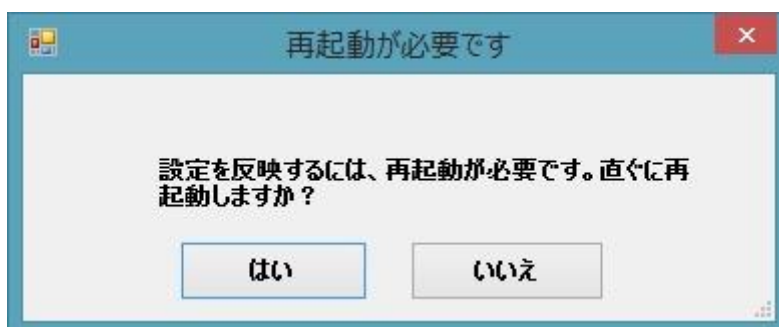 再起動が必要です
設定を反映するには、再起動が必要です。直ぐに再
起動しますか？
はい
いいえ